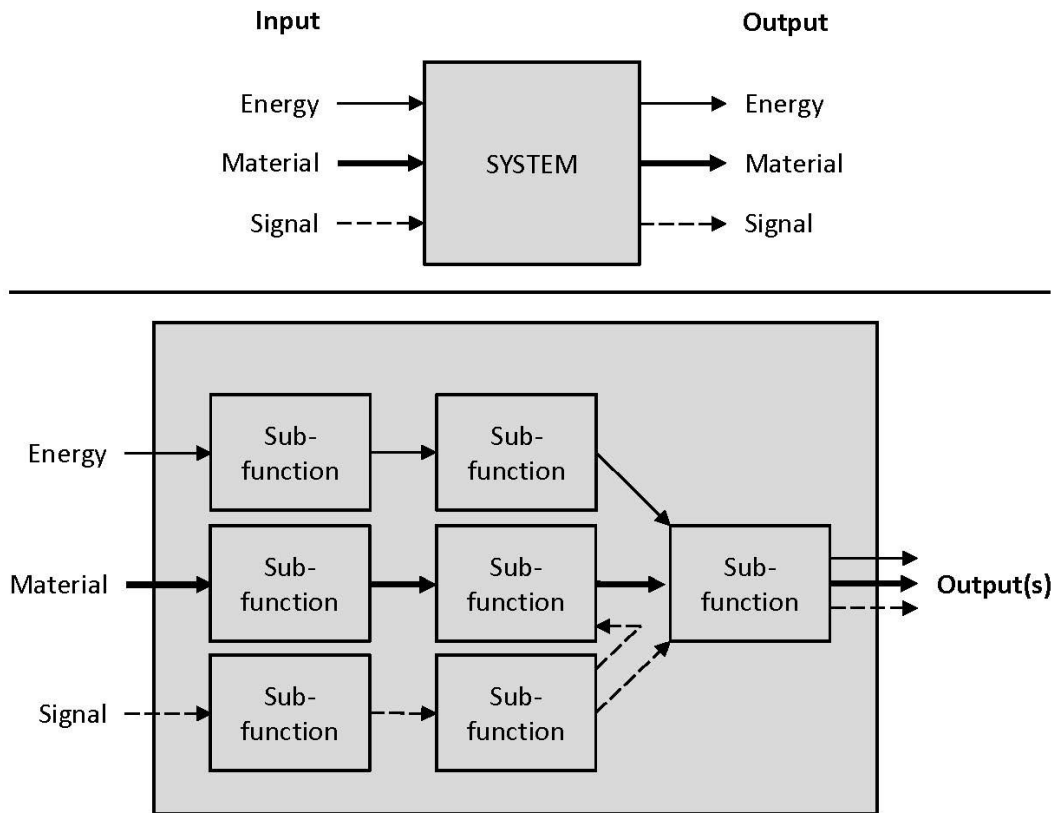 Input
Output
Energy
Energy
Material
SYSTEM
Material
Signal
Signal
Energy
Sub-
function
Sub-
function
Material
Sub-
function
Sub-
function
Sub-
function
Output(s)
Signal
Sub-
function
Sub-
function